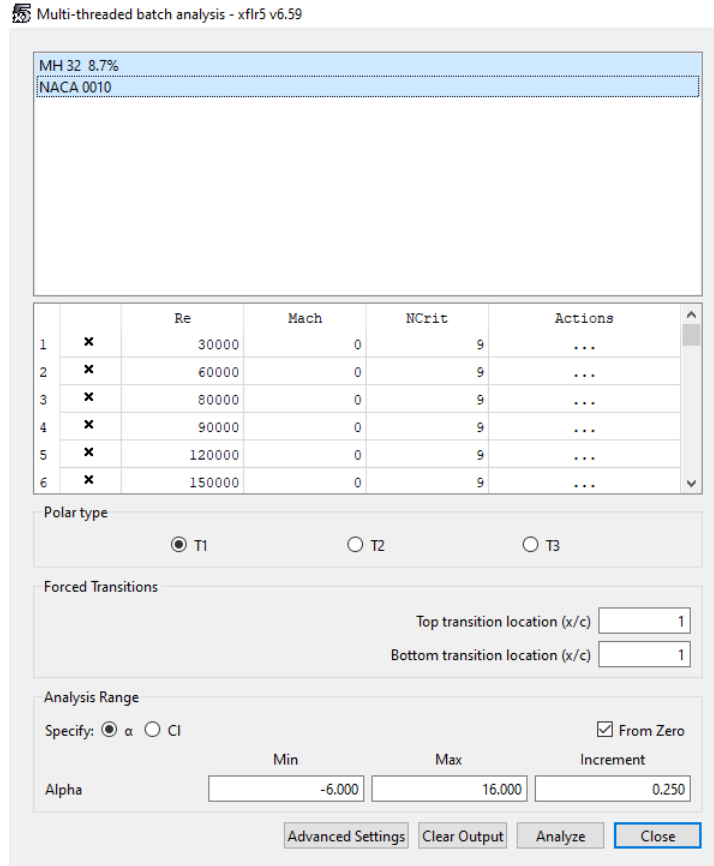 Multi-threaded batch analysis - xflr5 v6.59
MH 32 8.7%
NACA 0010
Re Mach NCrit Actions
1 × 30000 0 9 ...
2 × 60000 0 9 ...
3 × 80000 0 9 ...
4 × 90000 0 9 ...
5 × 120000 0 9 ...
6 × 150000 0 9 ...
Polar type
T1 T2 T3
Forced Transitions
Top transition location (x/c) 1
Bottom transition location (x/c) 1
Analysis Range
Specify: α Cl From Zero
Min Max Increment
Alpha -6.000 16.000 0.250
Advanced Settings Clear Output Analyze Close